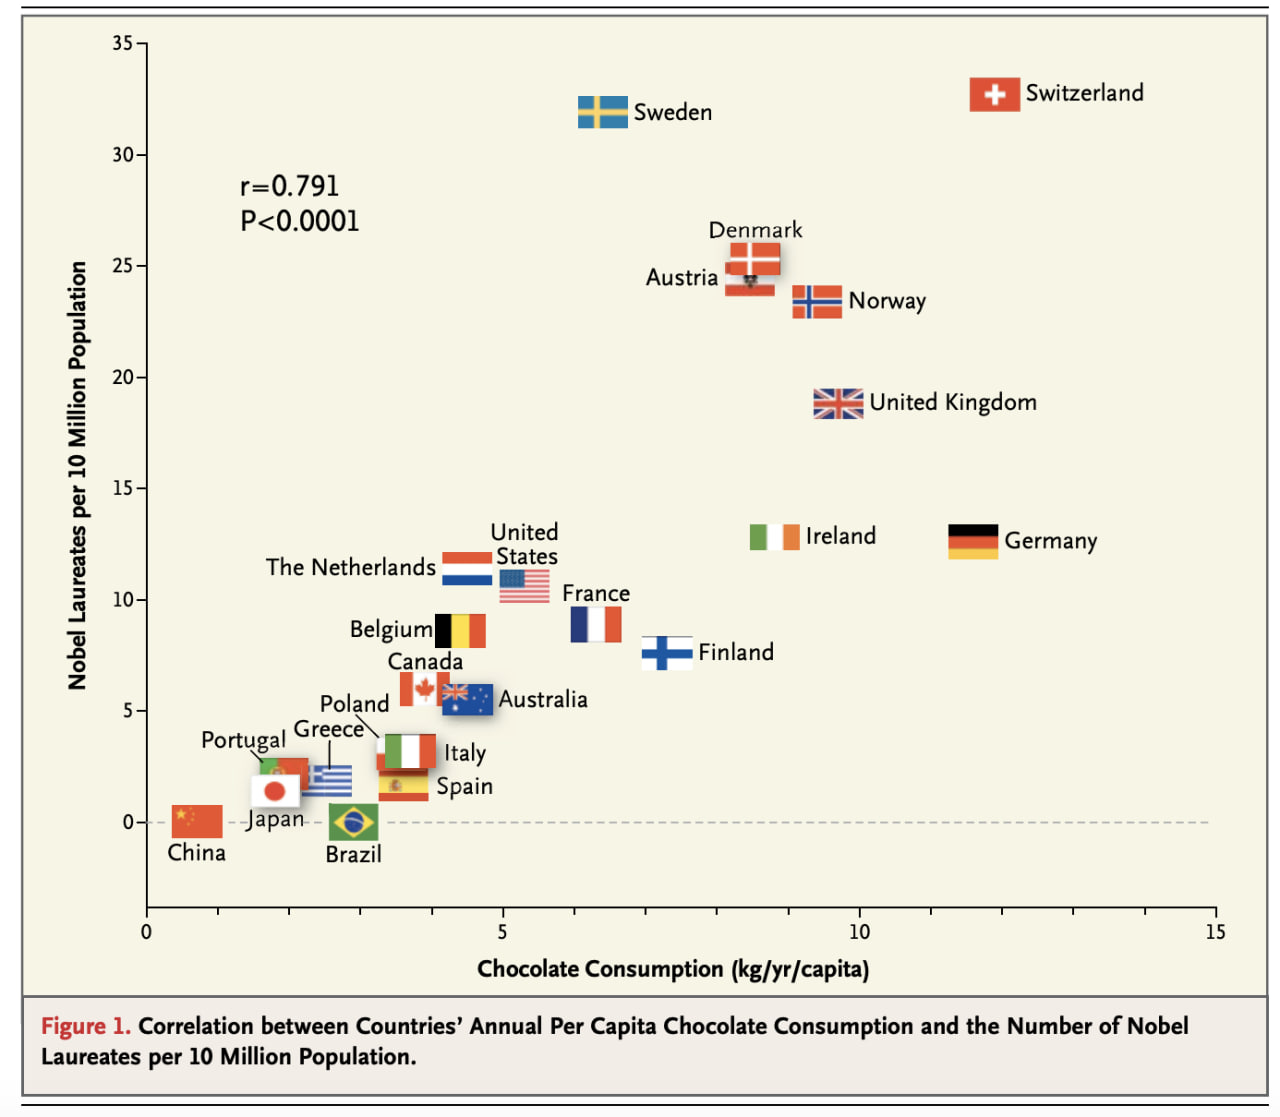 35
Switzerland
Sweden
30
r=0.791
P<0.0001
Denmark
25
Austria
Norway
20
United Kingdom
15
United
States
Ireland
Germany
The Netherlands
France
10
Belgium
Finland
Canada
Australia
Poland
5
Greece
Portugal
Italy
Spain
Japan
0
China
Brazil
Nobel Laureates per 10 Million Population
0
5
10
15
Chocolate Consumption (kg/yr/capita)
Figure 1. Correlation between Countries’ Annual Per Capita Chocolate Consumption and the Number of Nobel
Laureates per 10 Million Population.